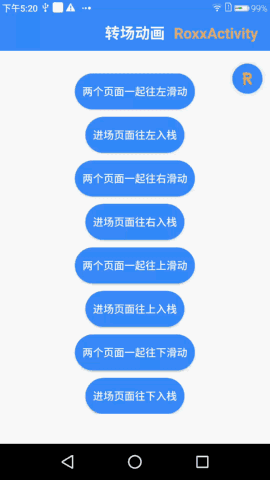 下午5:20
99%
转场动画 RoxxActivity
R
两个页面一起往左滑动
进场页面往左入栈
两个页面一起往右滑动
进场页面往右入栈
两个页面一起往上滑动
进场页面往上入栈
两个页面一起往下滑动
进场页面往下入栈